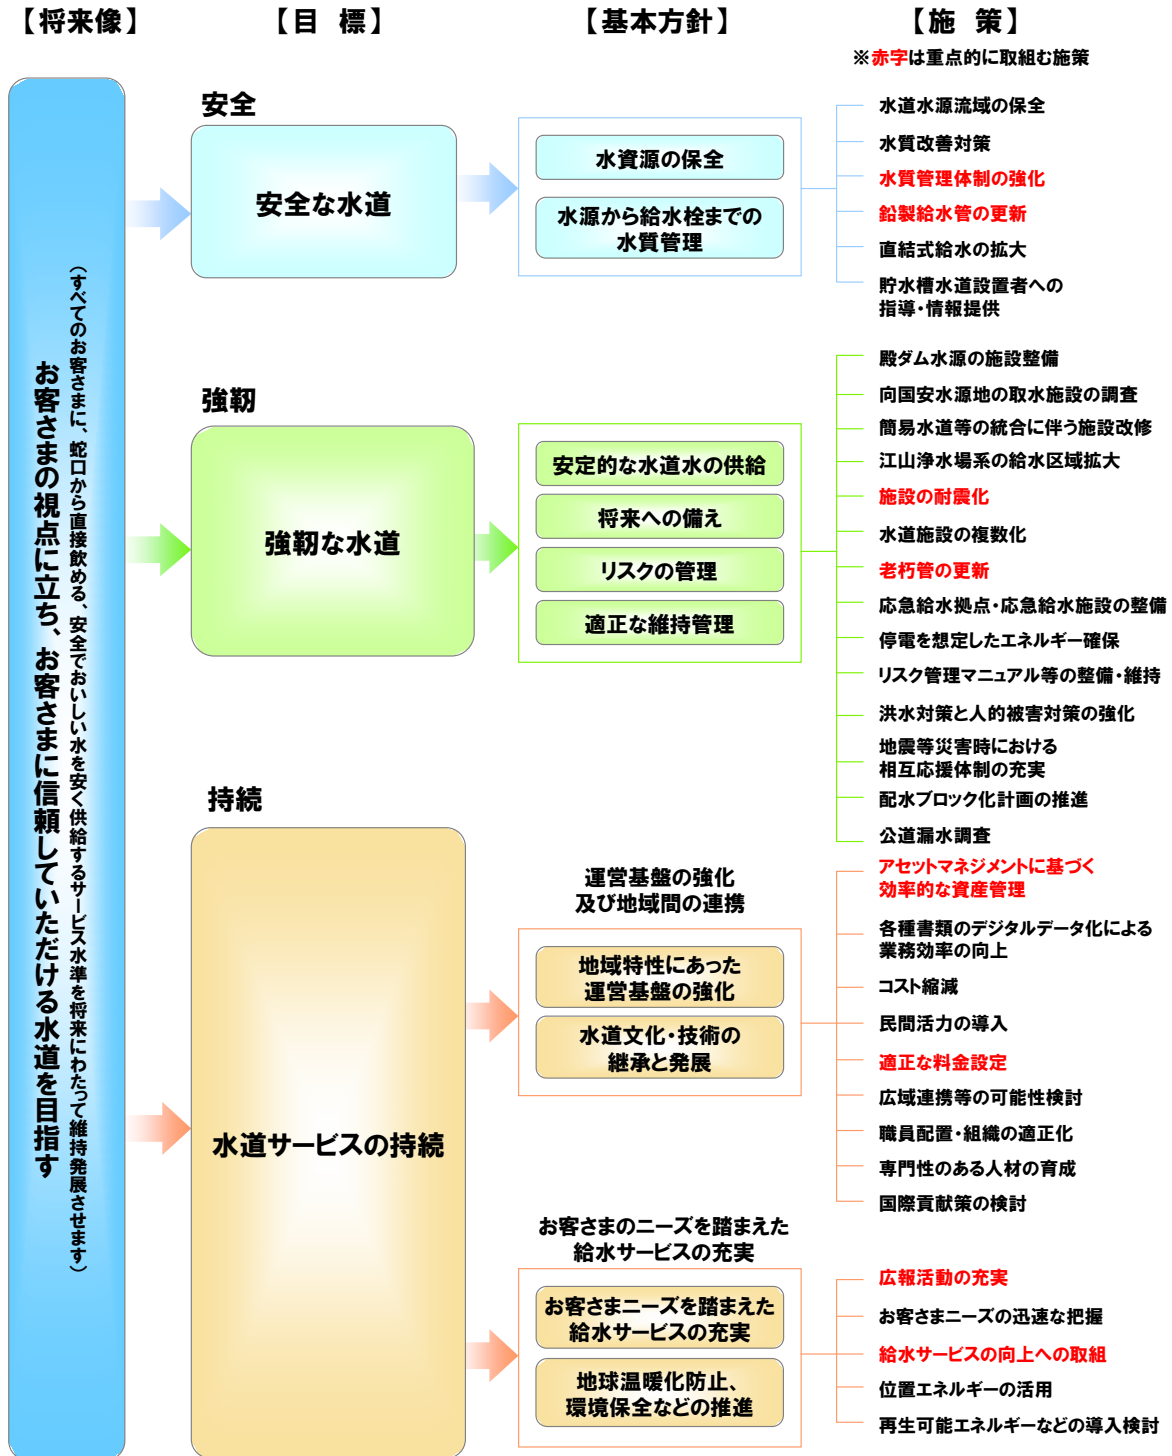 【将来像】
【目 標】
【基本方針】
【施 策】
※赤字は重点的に取組む施策
お客さまの視点に立ち、お客さまに信頼していただける水道を目指す
（すべてのお客さまに、蛇口から直接飲める、安全でおいしい水を安く供給するサービス水準を将来にわたって維持発展させます）
安全
安全な水道
水資源の保全
水源から給水栓までの
水質管理
水道水源流域の保全
水質改善対策
水質管理体制の強化
鉛製給水管の更新
直結式給水の拡大
貯水槽水道設置者への
指導・情報提供
強靭
強靭な水道
安定的な水道水の供給
将来への備え
リスクの管理
適正な維持管理
殿ダム水源の施設整備
向国安水源地の取水施設の調査
簡易水道等の統合に伴う施設改修
江山浄水場系の給水区域拡大
施設の耐震化
水道施設の複数化
老朽管の更新
応急給水拠点・応急給水施設の整備
停電を想定したエネルギー確保
リスク管理マニュアル等の整備・維持
洪水対策と人的被害対策の強化
地震等災害時における
相互応援体制の充実
配水ブロック化計画の推進
公道漏水調査
持続
水道サービスの持続
運営基盤の強化
及び地域間の連携
地域特性にあった
運営基盤の強化
水道文化・技術の
継承と発展
アセットマネジメントに基づく
効率的な資産管理
各種書類のデジタルデータ化による
業務効率の向上
コスト縮減
民間活力の導入
適正な料金設定
広域連携等の可能性検討
職員配置・組織の適正化
専門性のある人材の育成
国際貢献策の検討
お客さまのニーズを踏まえた
給水サービスの充実
お客さまニーズを踏まえた
給水サービスの充実
地球温暖化防止、
環境保全などの推進
広報活動の充実
お客さまニーズの迅速な把握
給水サービスの向上への取組
位置エネルギーの活用
再生可能エネルギーなどの導入検討